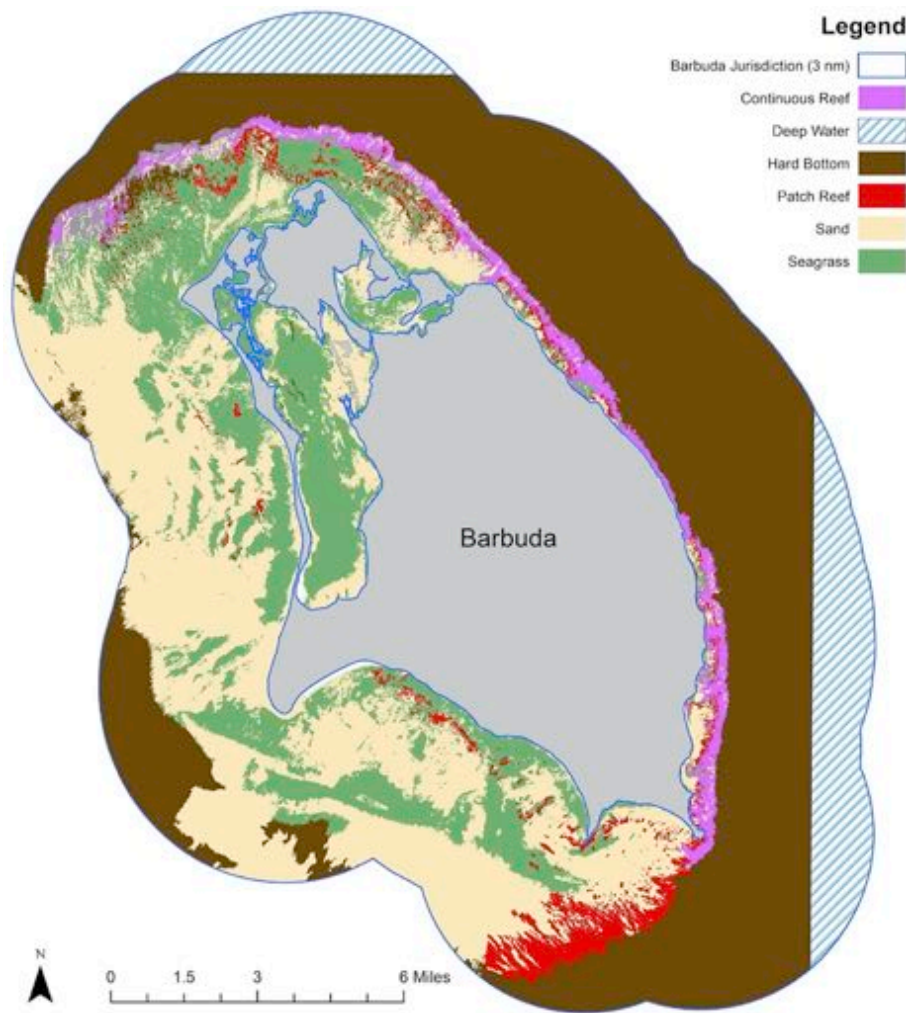 Legend
Barbuda Jurisdiction (3 nm)
Continuous Reef
Deep Water
Hard Bottom
Patch Reef
Sand
Seagrass
Barbuda
N
0 1.5 3 6 Miles